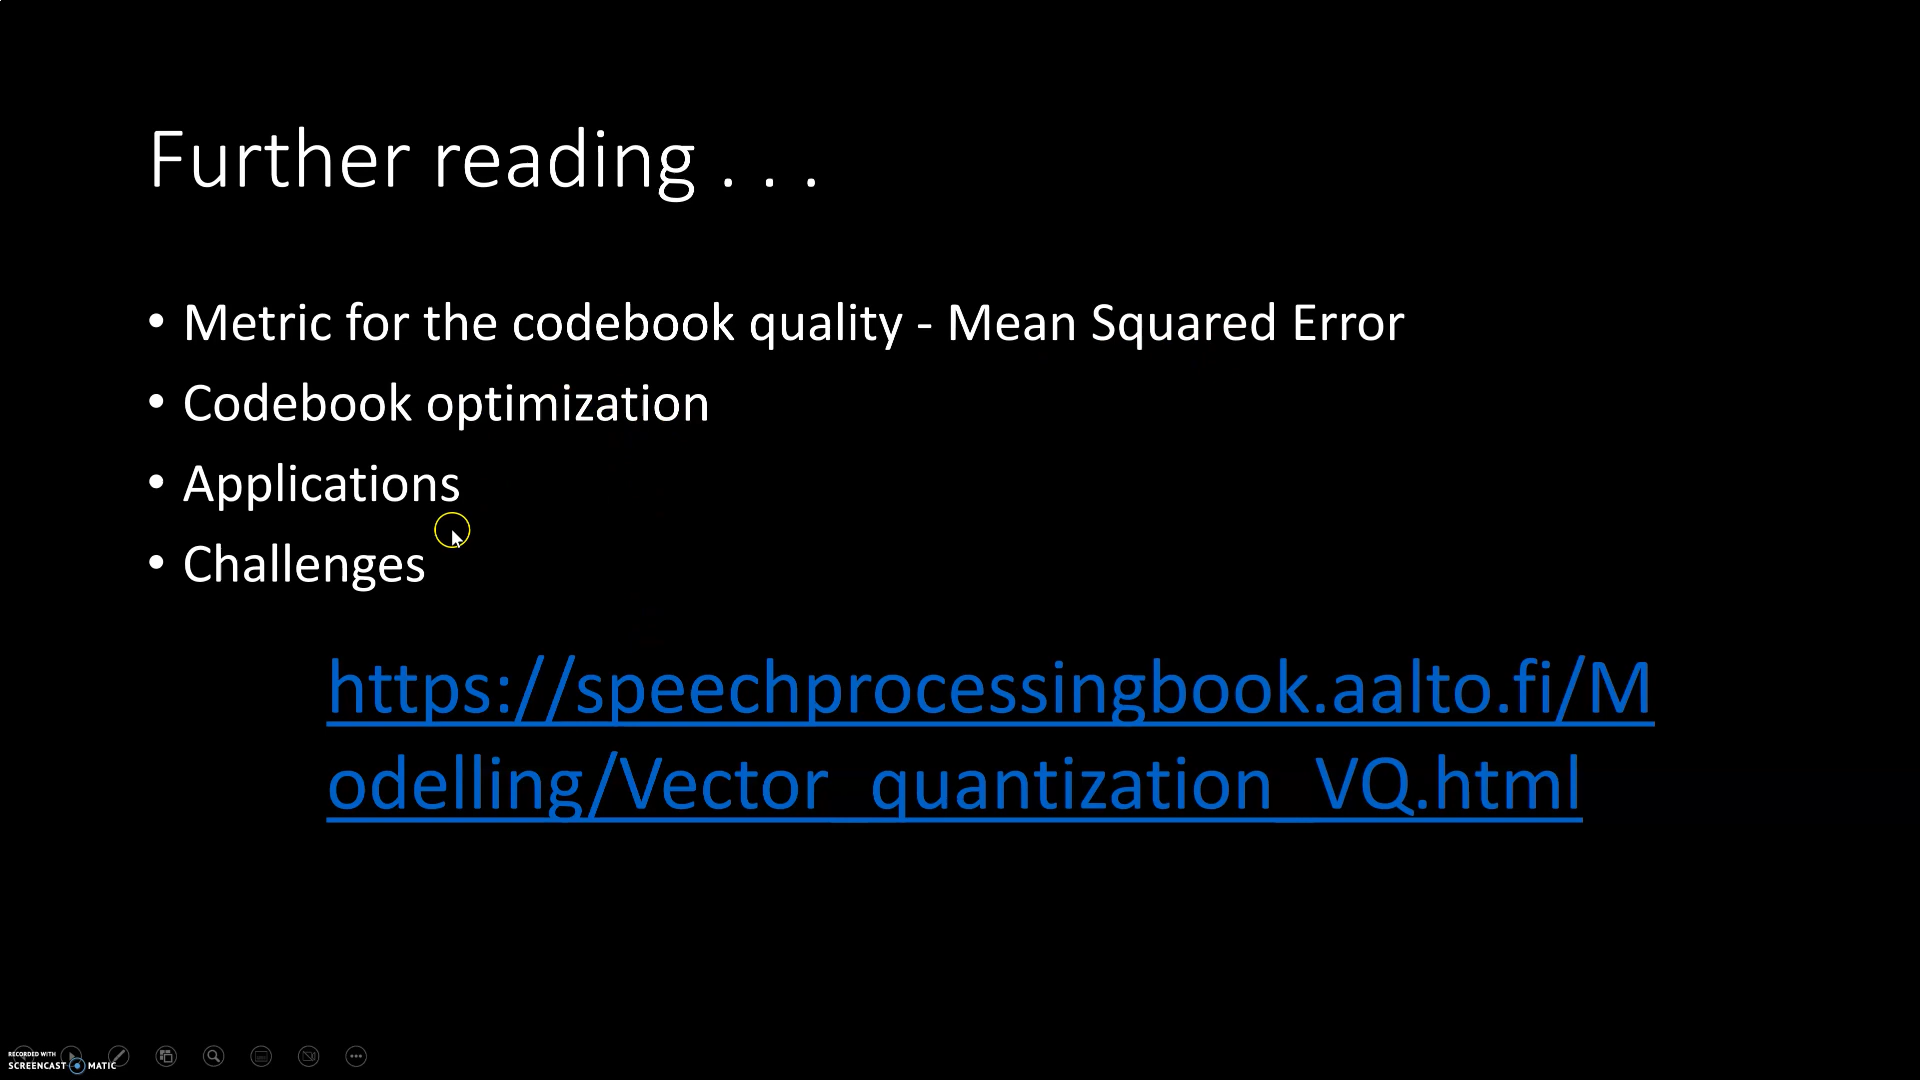 Further reading . . .
• Metric for the codebook quality - Mean Squared Error
• Codebook optimization
• Applications
• Challenges
https://speechprocessingbook.aalto.fi/M
odelling/Vector_quantization_VQ.html
RECORDED WITH
SCREENCAST MATIC